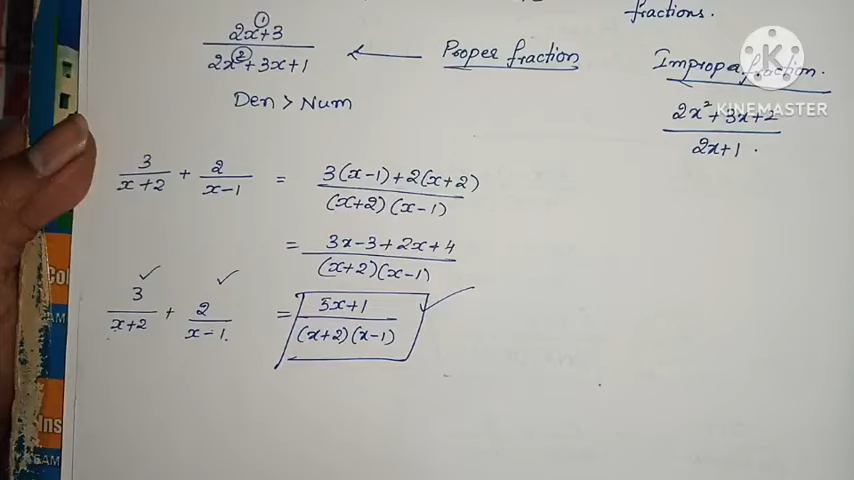 fractions.
2x+3 / 2x²+3x+1 ← Proper fraction
① ②
Den > Num
Improper fraction.
2x²+3x+2 / 2x+1 .
KINEMASTER
3/(x+2) + 2/(x-1) = 3(x-1)+2(x+2) / (x+2)(x-1)
= 3x-3+2x+4 / (x+2)(x-1)
3/(x+2) + 2/(x-1) = 5x+1 / (x+2)(x-1)